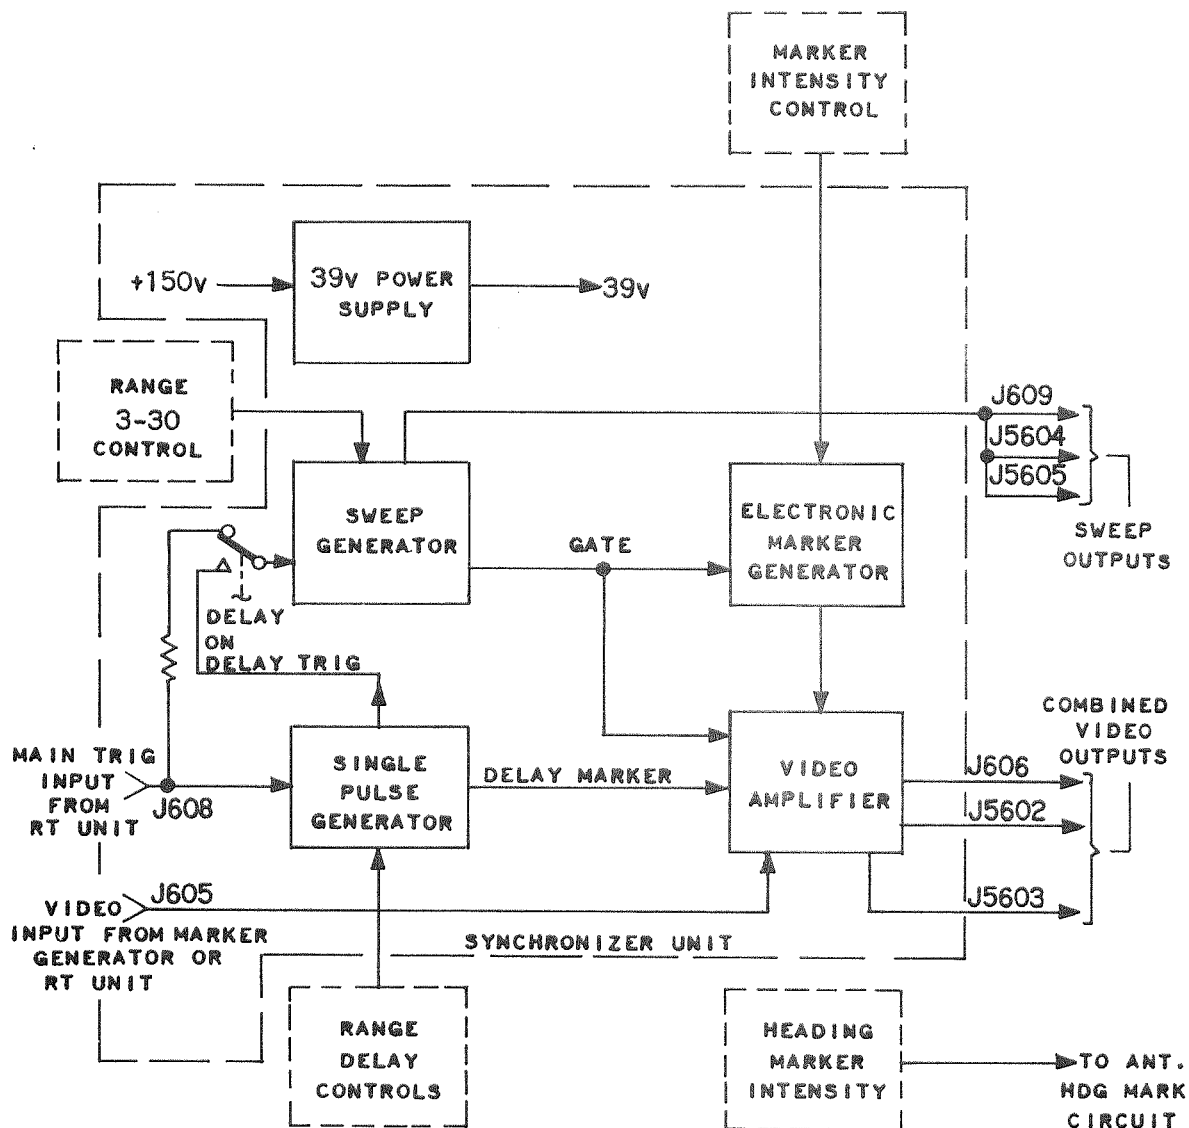 MARKER
INTENSITY
CONTROL
+150v
39v POWER
SUPPLY
39v
RANGE
3-30
CONTROL
J609
J5604
J5605
SWEEP
OUTPUTS
SWEEP
GENERATOR
GATE
ELECTRONIC
MARKER
GENERATOR
DELAY
ON
DELAY TRIG
MAIN TRIG
INPUT
FROM
RT UNIT
J608
SINGLE
PULSE
GENERATOR
DELAY MARKER
VIDEO
AMPLIFIER
COMBINED
VIDEO
OUTPUTS
J606
J5602
J5603
J605
VIDEO
INPUT FROM MARKER
GENERATOR OR
RT UNIT
SYNCHRONIZER UNIT
RANGE
DELAY
CONTROLS
HEADING
MARKER
INTENSITY
TO ANT.
HDG MARK
CIRCUIT